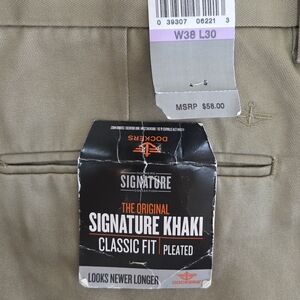 0 39307 06221 3
W38 L30
MSRP $58.00
DOCKERS
SIGNATURE
THE ORIGINAL
SIGNATURE KHAKI
CLASSIC FIT | PLEATED
LOOKS NEWER LONGER